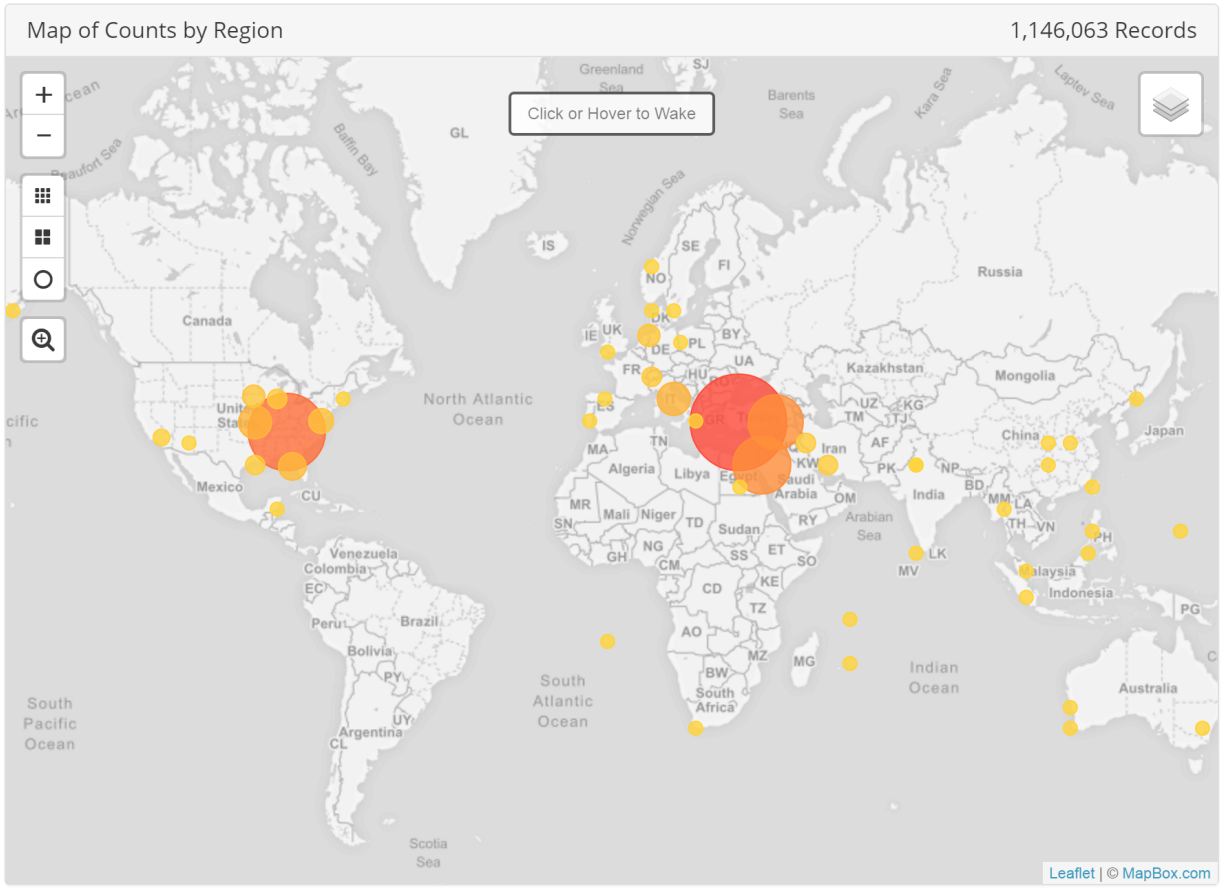 Map of Counts by Region
1,146,063 Records
+
−
Click or Hover to Wake
Greenland
Sea
SJ
Barents
Sea
Kara Sea
Laptev Sea
Beaufort Sea
Baffin Bay
GL
Norwegian Sea
IS
SE
FI
NO
Russia
Canada
DK
IE
UK
BY
DE
PL
UA
FR
HU
Kazakhstan
Mongolia
North Atlantic
Ocean
IT
ES
GR
UZ
KG
TM
TJ
China
Japan
TN
MA
Iran
AF
KW
PK
NP
Algeria
Libya
Egypt
Saudi
Arabia
Mexico
CU
BD
India
OM
MM
LA
MR
Mali
Niger
TD
Sudan
RY
Arabian
Sea
TH
VN
SN
PH
Venezuela
Colombia
NG
GH
CM
SS
ET
SO
LK
MV
Malaysia
EC
CD
KE
Indonesia
TZ
PG
Peru
Brazil
AO
Bolivia
MZ
MG
PY
BW
South
Africa
Indian
Ocean
Australia
South
Pacific
Ocean
South
Atlantic
Ocean
UY
Argentina
CL
Scotia
Sea
Leaflet | © MapBox.com